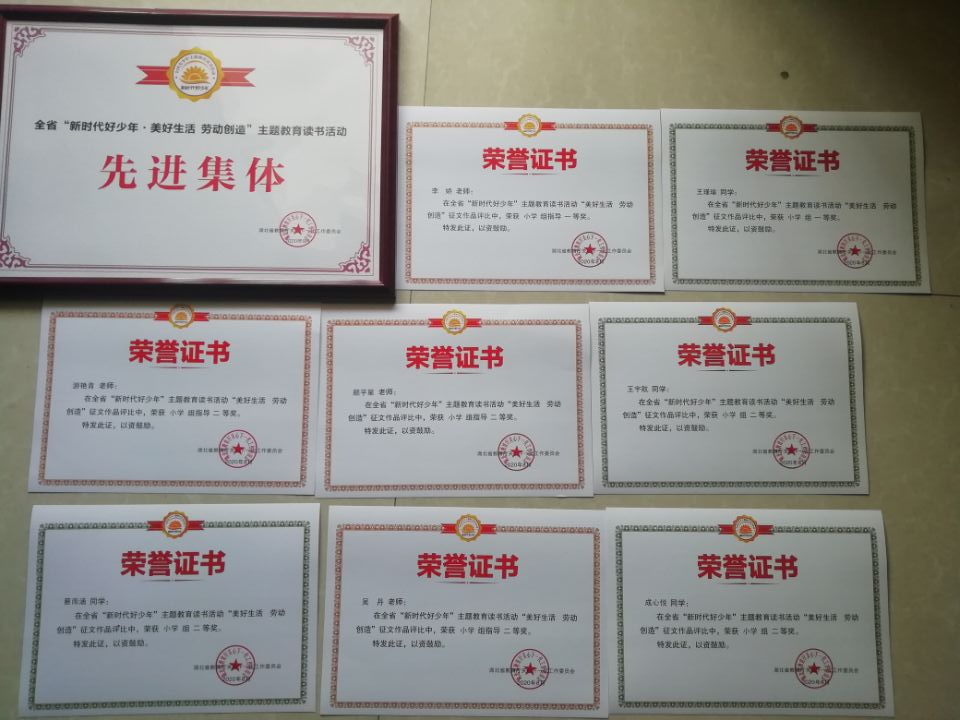 全省“新时代好少年·美好生活 劳动创造”主题教育读书活动
先进集体
荣誉证书
李 娇 老师：
在全省“新时代好少年”主题教育读书活动“美好生活 劳动
创造”征文作品评比中，荣获 小学 组指导 一等奖。
特发此证，以资鼓励。
荣誉证书
王瑾瑜 同学：
在全省“新时代好少年”主题教育读书活动“美好生活 劳动
创造”征文作品评比中，荣获 小学 组 一等奖。
特发此证，以资鼓励。
荣誉证书
游艳青 老师：
在全省“新时代好少年”主题教育读书活动“美好生活 劳动
创造”征文作品评比中，荣获 小学 组指导 二等奖。
特发此证，以资鼓励。
荣誉证书
老师：
在全省“新时代好少年”主题教育读书活动“美好生活 劳动
创造”征文作品评比中，荣获 小学 组指导 二等奖。
特发此证，以资鼓励。
荣誉证书
同学：
在全省“新时代好少年”主题教育读书活动“美好生活 劳动
创造”征文作品评比中，荣获 小学 组 二等奖。
特发此证，以资鼓励。
荣誉证书
同学：
在全省“新时代好少年”主题教育读书活动“美好生活 劳动
创造”征文作品评比中，荣获 小学 组 二等奖。
特发此证，以资鼓励。
荣誉证书
吴 丹 老师：
在全省“新时代好少年”主题教育读书活动“美好生活 劳动
创造”征文作品评比中，荣获 小学 组指导 二等奖。
特发此证，以资鼓励。
荣誉证书
成心悦 同学：
在全省“新时代好少年”主题教育读书活动“美好生活 劳动
创造”征文作品评比中，荣获 小学 组 二等奖。
特发此证，以资鼓励。